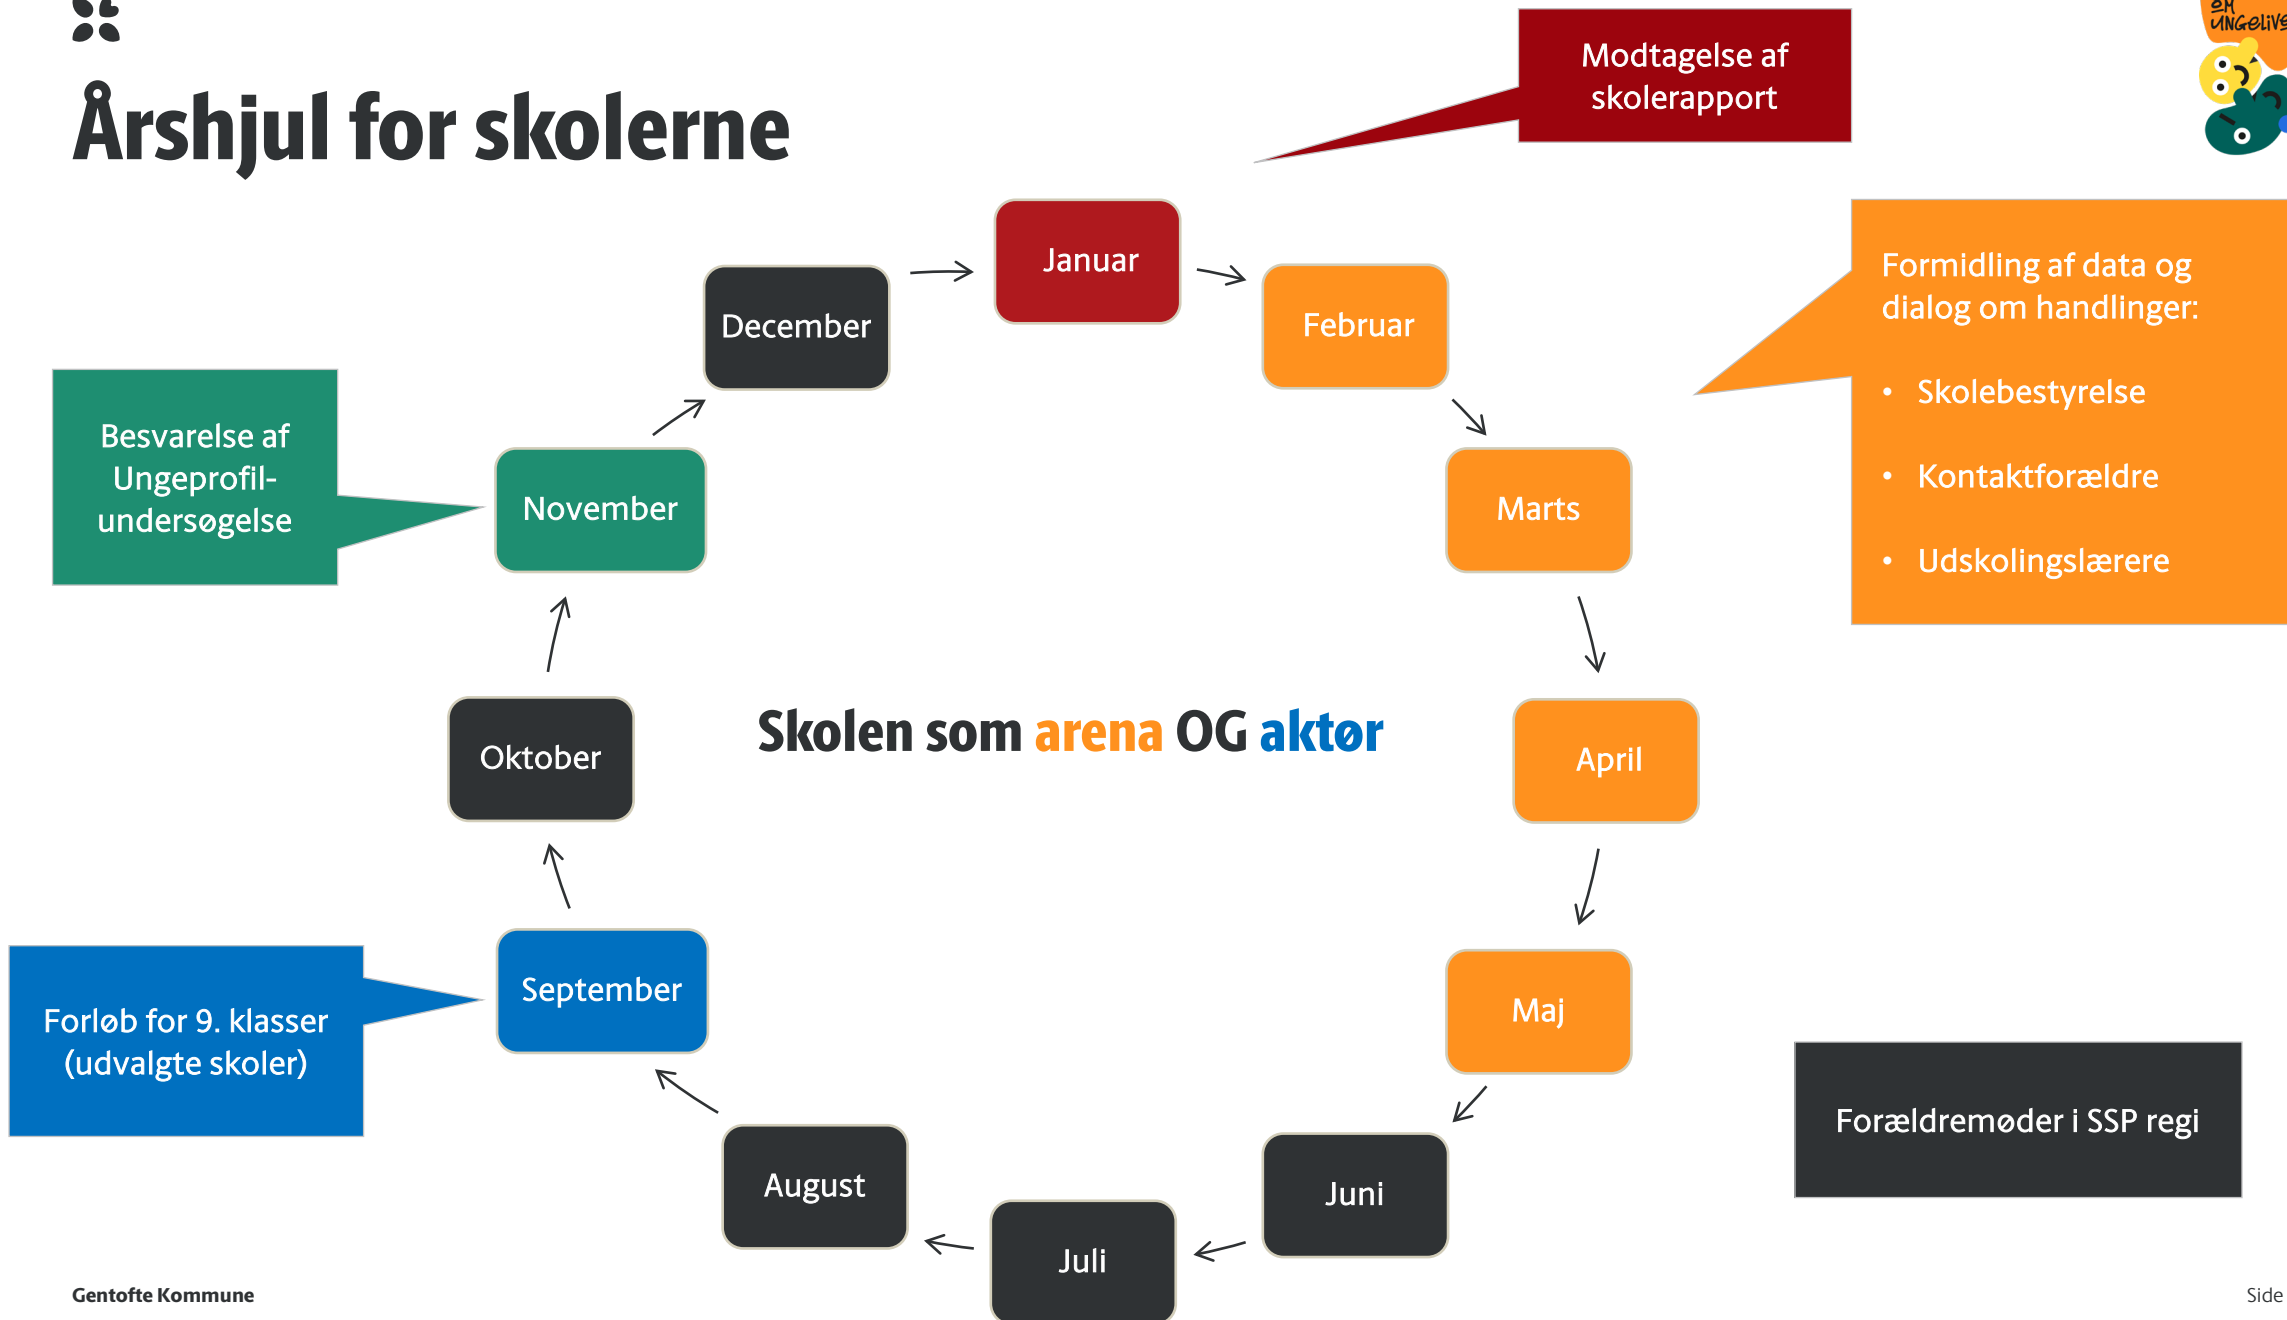 OM
UNGELIVE
Årshjul for skolerne
Modtagelse af
skolerapport
Januar
Februar
Marts
April
Maj
Juni
Juli
August
September
Oktober
November
December
Formidling af data og
dialog om handlinger:
• Skolebestyrelse
• Kontaktforældre
• Udskolingslærere
Besvarelse af
Ungeprofil-
undersøgelse
Skolen som arena OG aktør
Forløb for 9. klasser
(udvalgte skoler)
Forældremøder i SSP regi
Gentofte Kommune
Side